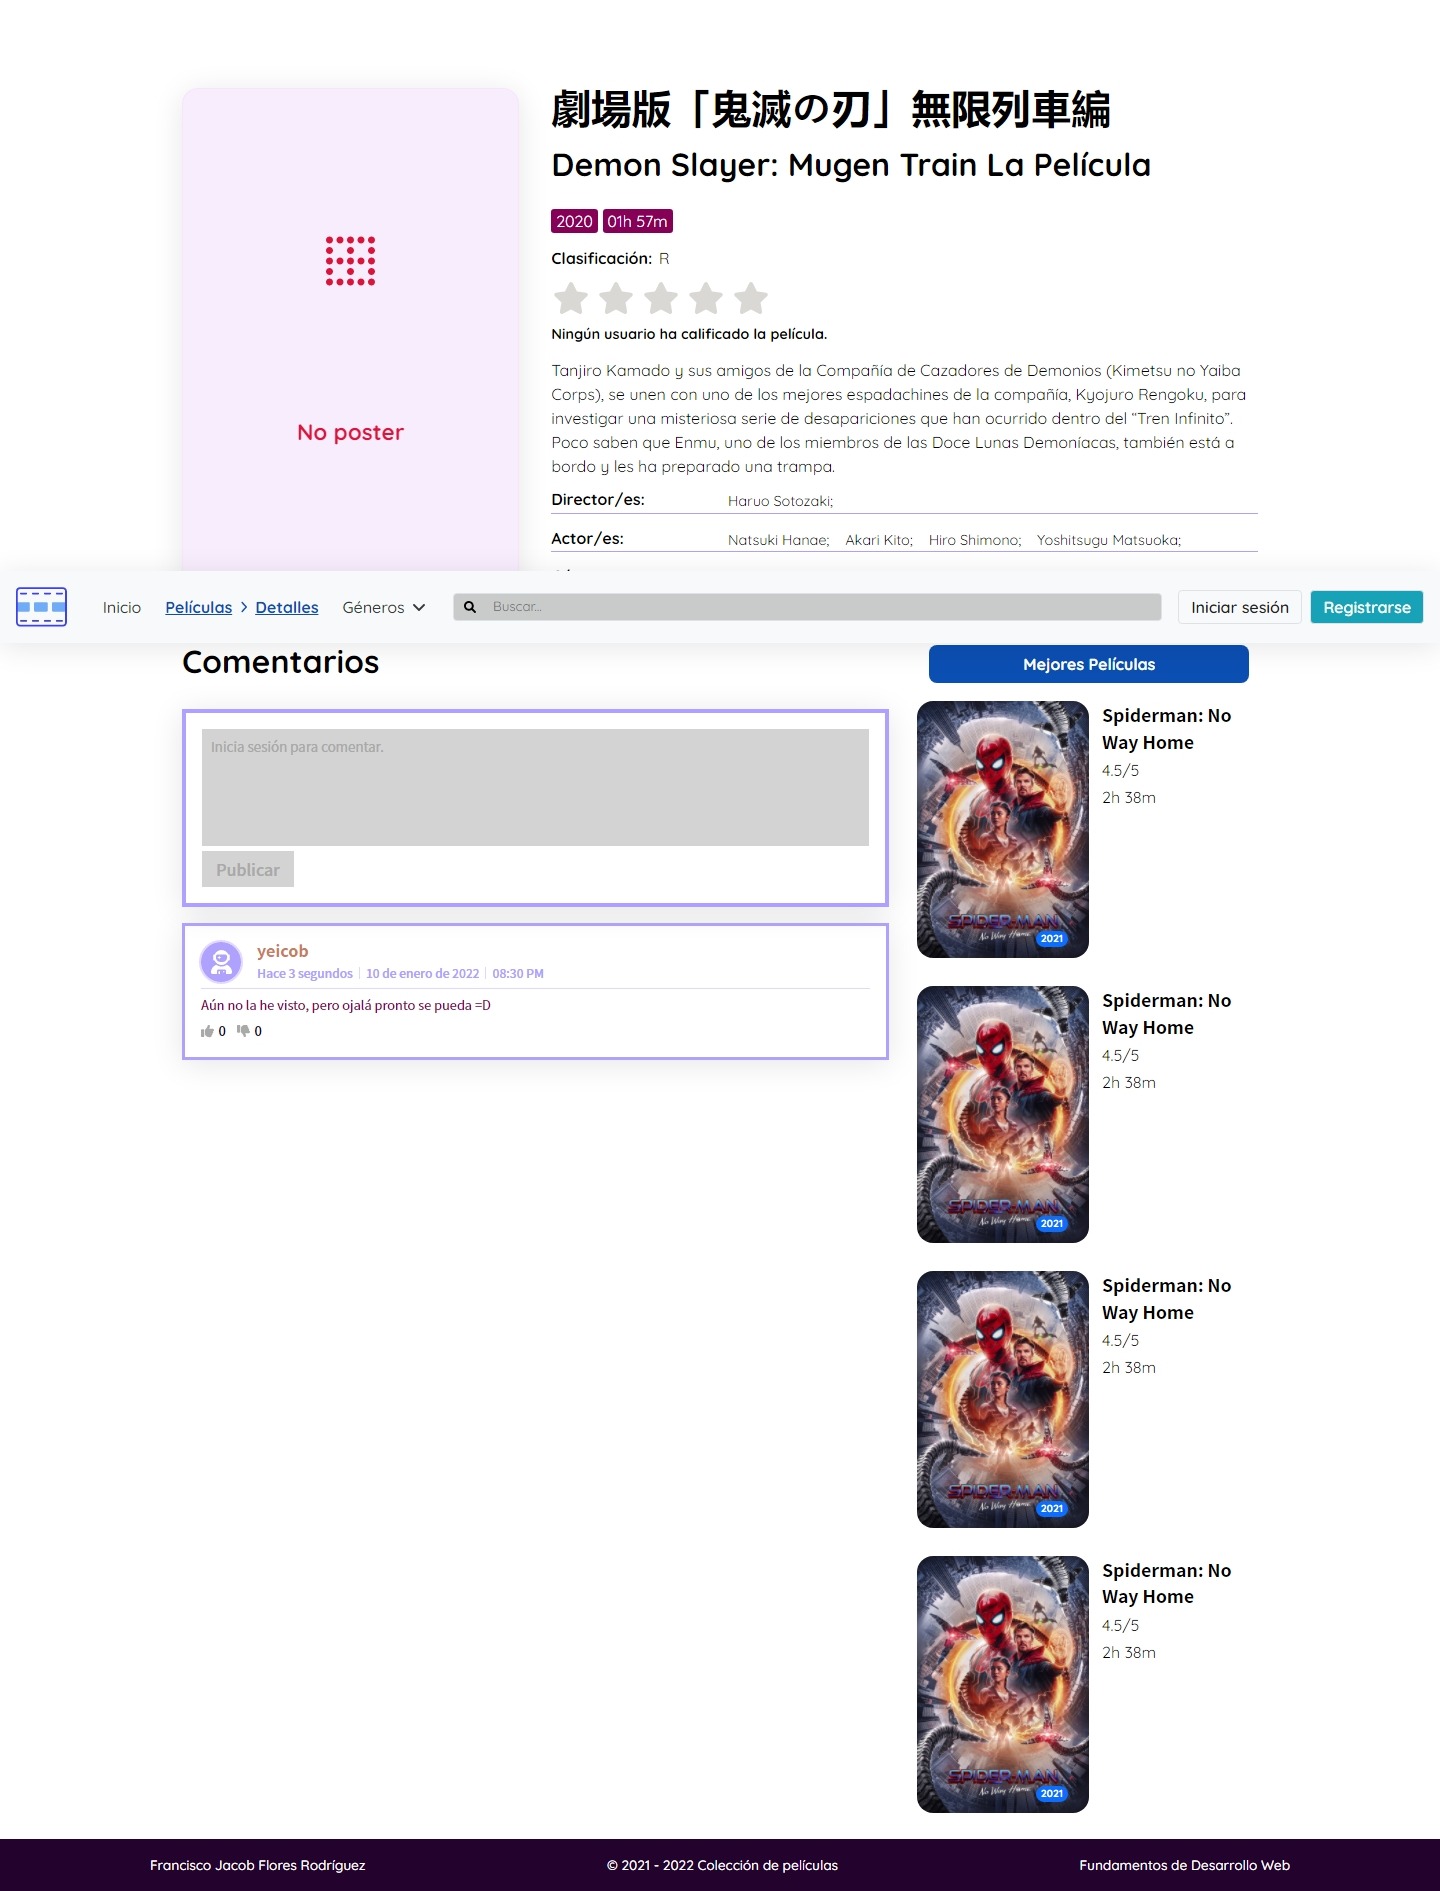 劇場版「鬼滅の刃」無限列車編
Demon Slayer: Mugen Train La Película
2020 01h 57m
Clasificación: R
Ningún usuario ha calificado la película.
No poster
Tanjiro Kamado y sus amigos de la Compañía de Cazadores de Demonios (Kimetsu no Yaiba
Corps), se unen con uno de los mejores espadachines de la compañía, Kyojuro Rengoku, para
investigar una misteriosa serie de desapariciones que han ocurrido dentro del “Tren Infinito”.
Poco saben que Enmu, uno de los miembros de las Doce Lunas Demoníacas, también está a
bordo y les ha preparado una trampa.
Director/es: Haruo Sotozaki;
Actor/es: Natsuki Hanae; Akari Kito; Hiro Shimono; Yoshitsugu Matsuoka;
Inicio Películas > Detalles Géneros Buscar... Iniciar sesión Registrarse
Comentarios
Inicia sesión para comentar.
Publicar
yeicob
Hace 3 segundos | 10 de enero de 2022 | 08:30 PM
Aún no la he visto, pero ojalá pronto se pueda =D
0 0
Mejores Películas
SPIDER-MAN
No Way Home
2021
Spiderman: No
Way Home
4.5/5
2h 38m
SPIDER-MAN
No Way Home
2021
Spiderman: No
Way Home
4.5/5
2h 38m
SPIDER-MAN
No Way Home
2021
Spiderman: No
Way Home
4.5/5
2h 38m
SPIDER-MAN
No Way Home
2021
Spiderman: No
Way Home
4.5/5
2h 38m
Francisco Jacob Flores Rodríguez © 2021 - 2022 Colección de películas Fundamentos de Desarrollo Web